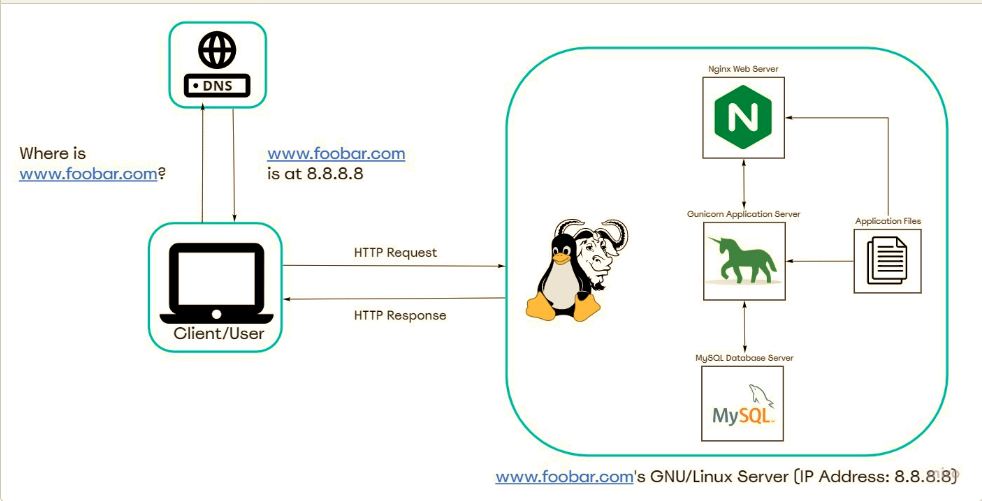 DNS
Where is
www.foobar.com?
www.foobar.com
is at 8.8.8.8
Client/User
HTTP Request
HTTP Response
Nginx Web Server
N
Gunicorn Application Server
Application Files
MySQL Database Server
MySQL
www.foobar.com's GNU/Linux Server (IP Address: 8.8.8.8)
miro